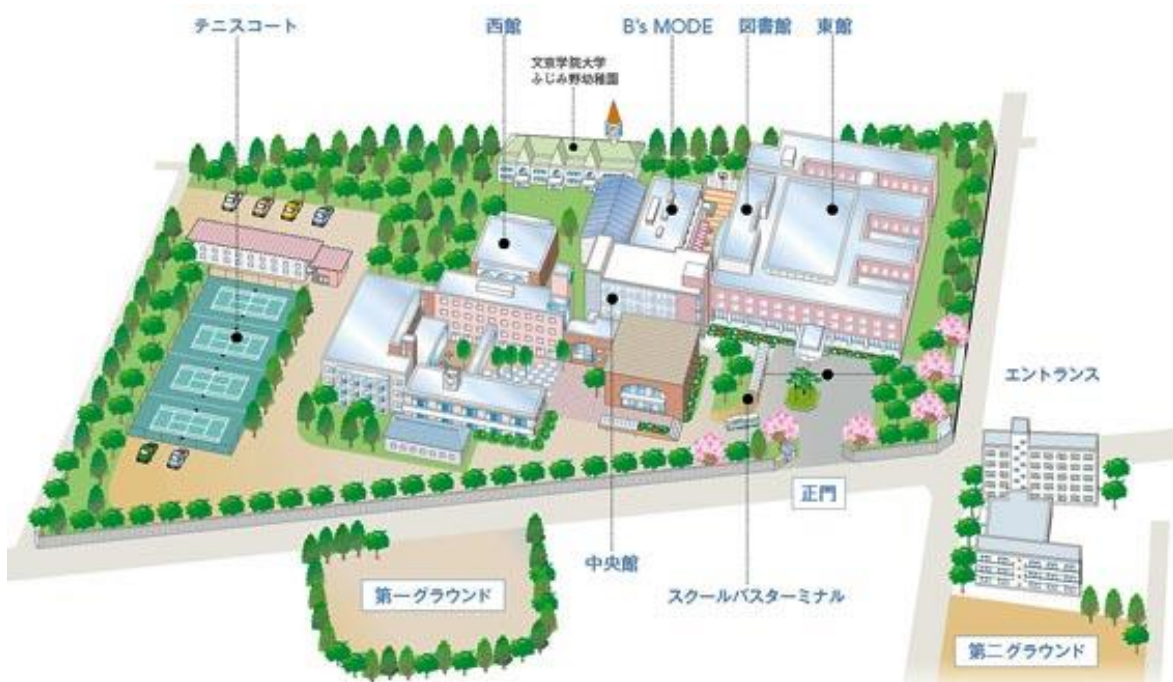 テニスコート
西館
B's MODE
図書館
東館
文京学院大学
ふじみ野幼稚園
エントランス
正門
中央館
スクールバスターミナル
第一グラウンド
第二グラウンド